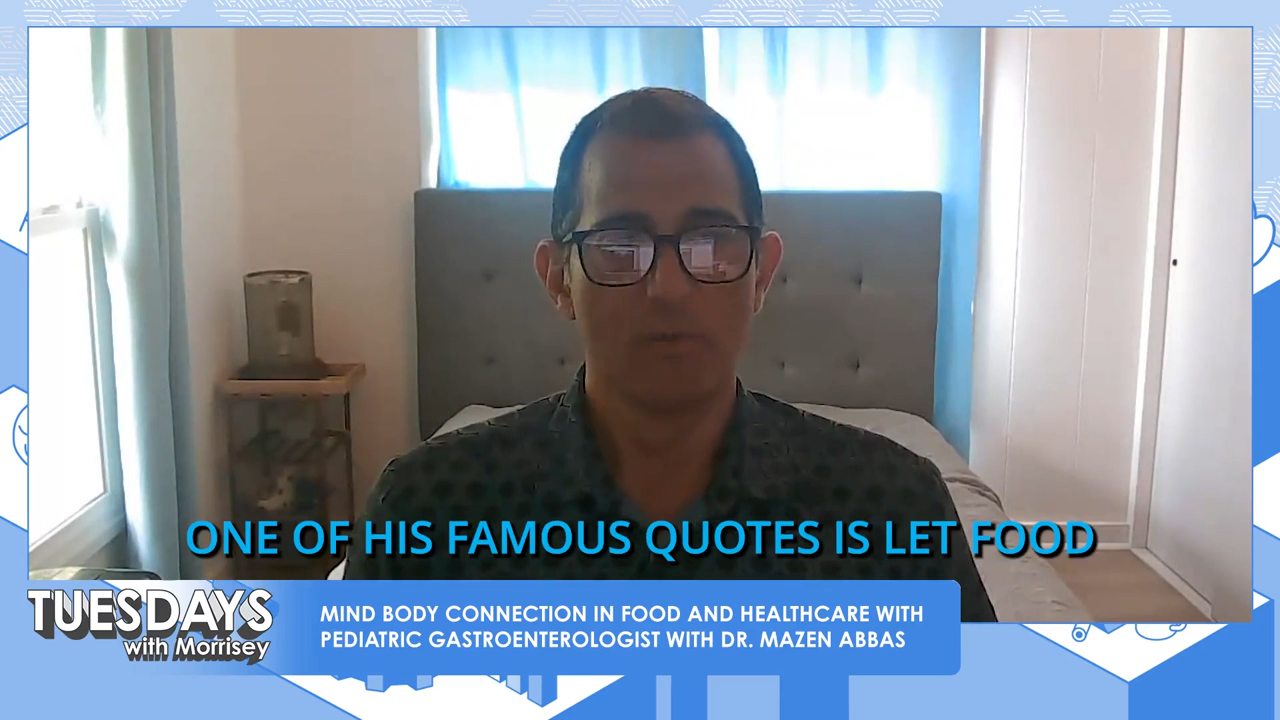 ONE OF HIS FAMOUS QUOTES IS LET FOOD
TUESDAYS
with Morrisey
MIND BODY CONNECTION IN FOOD AND HEALTHCARE WITH
PEDIATRIC GASTROENTEROLOGIST WITH DR. MAZEN ABBAS